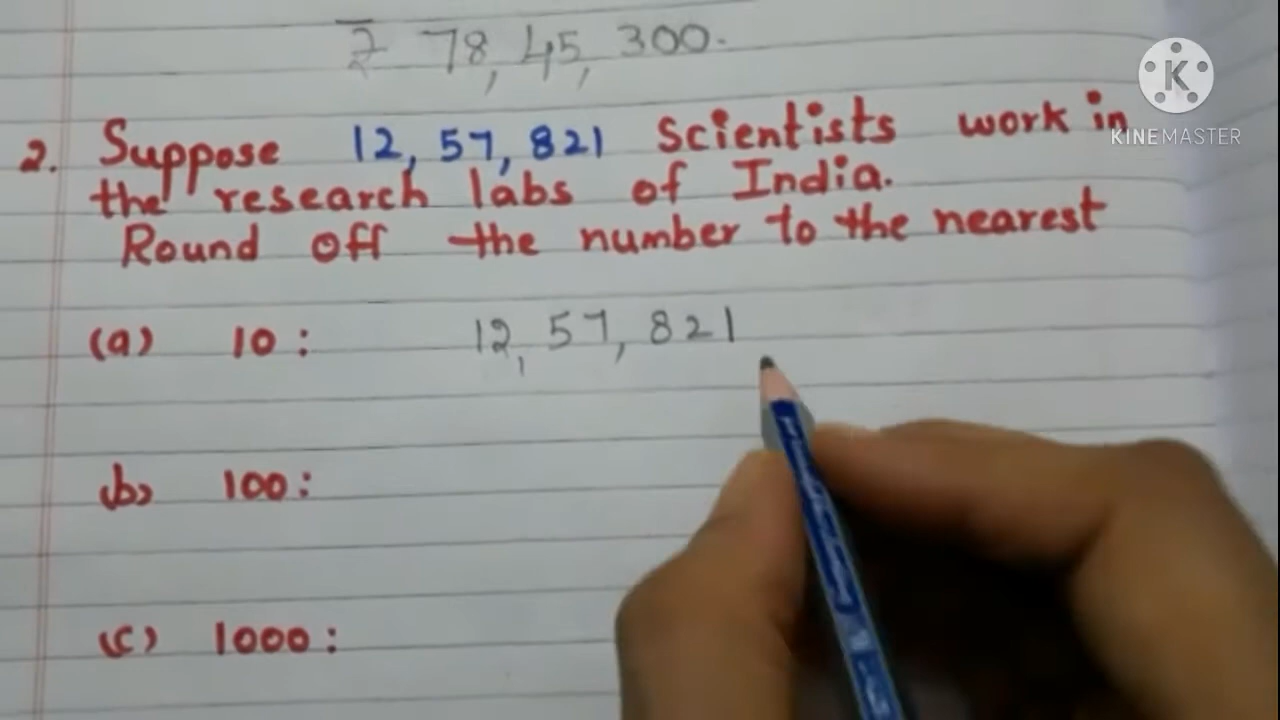 ₹ 78,45,300.
K
KINEMASTER
2. Suppose 12,57,821 Scientists work in
the research labs of India.
Round off the number to the nearest
(a) 10: 12,57,821
(b) 100:
(c) 1000: